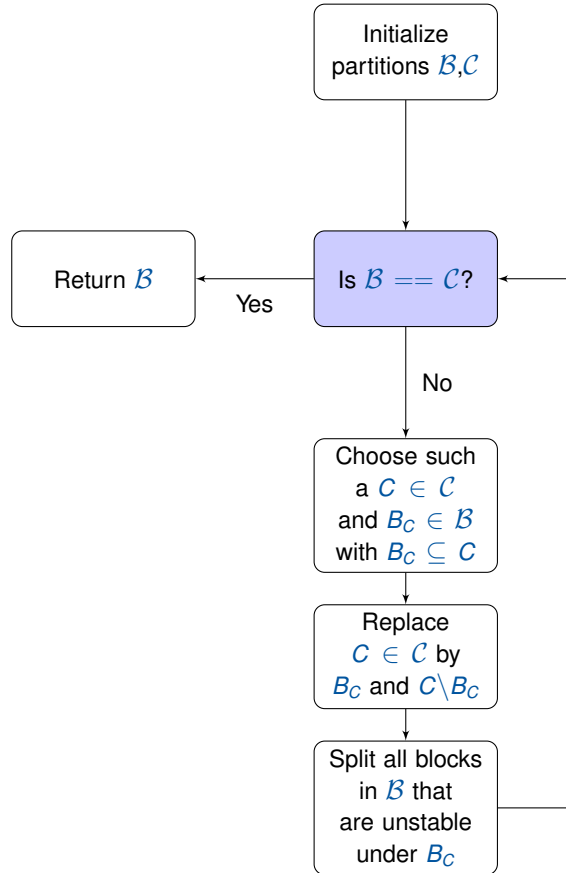 Initialize
partitions ℬ,𝒞
Return ℬ
Is ℬ == 𝒞?
Yes
No
Choose such
a C ∈ 𝒞
and B_C ∈ ℬ
with B_C ⊆ C
Replace
C ∈ 𝒞 by
B_C and C\B_C
Split all blocks
in ℬ that
are unstable
under B_C